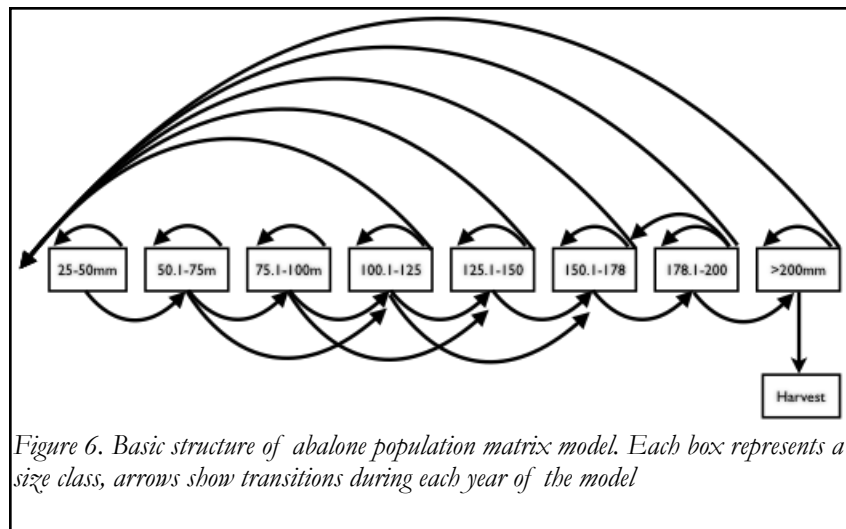 25-50mm 50.1-75m 75.1-100m 100.1-125 125.1-150 150.1-178 178.1-200 >200mm
Harvest
Figure 6. Basic structure of abalone population matrix model. Each box represents a
size class, arrows show transitions during each year of the model